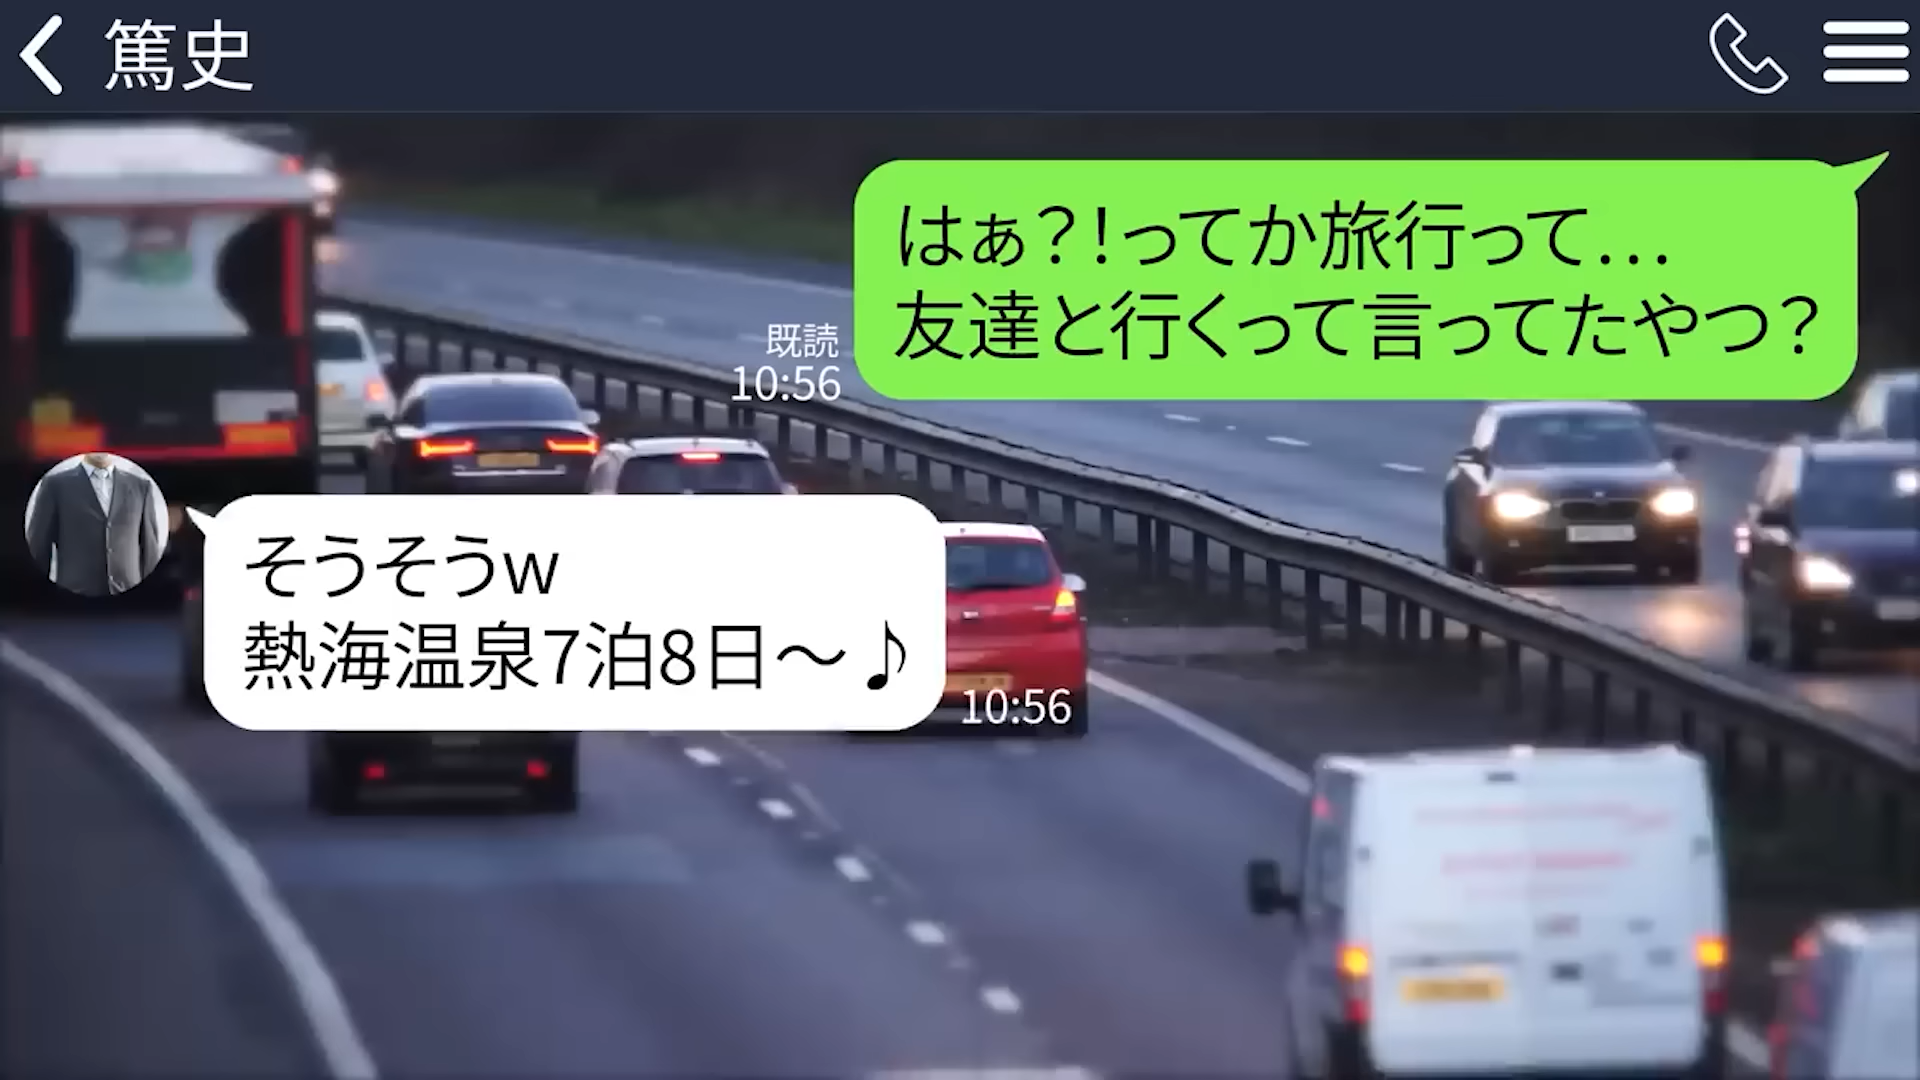 篤史
はぁ？！ってか旅行って…
友達と行くって言ってたやつ？
既読
10:56
そうそうw
熱海温泉7泊8日～♪
10:56